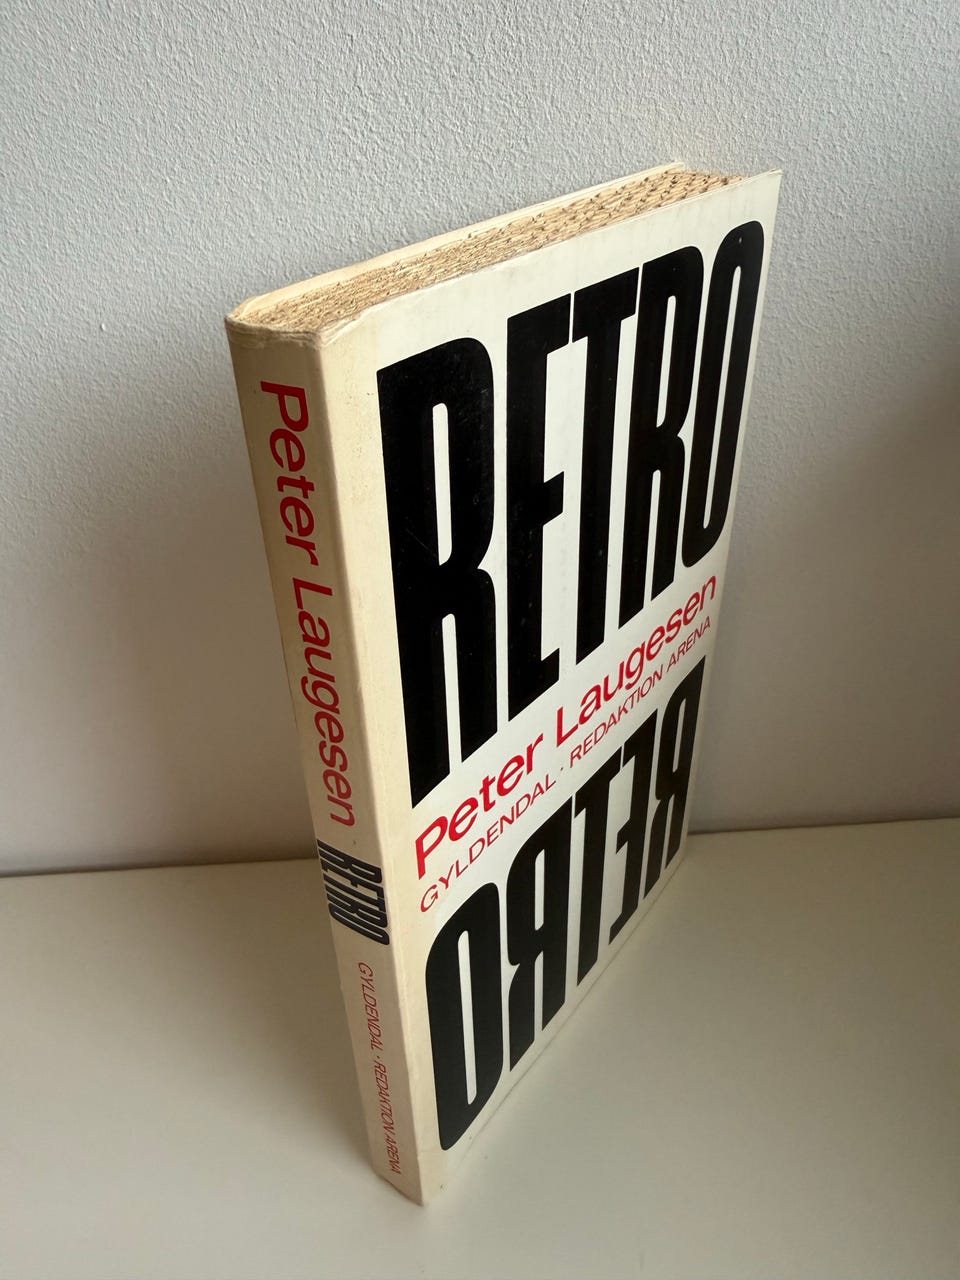 RETRO
Peter Laugesen
GYLDENDAL · REDAKTION ARENA
RETRO
Peter Laugesen
RETRO
GYLDENDAL · REDAKTION ARENA